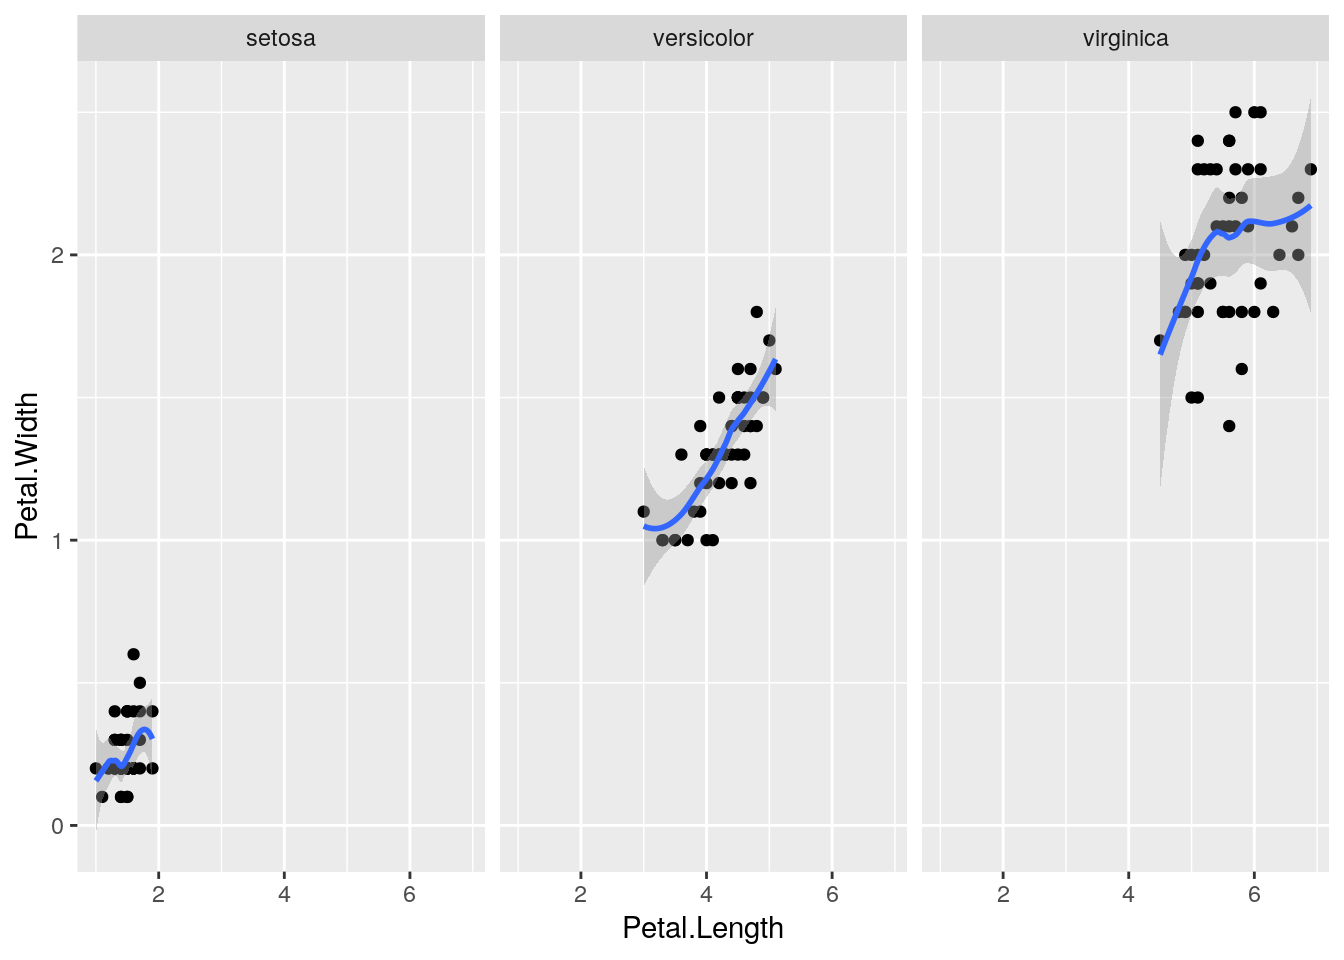 setosa versicolor virginica
2
1
0
2 4 6 2 4 6 2 4 6
Petal.Width
Petal.Length